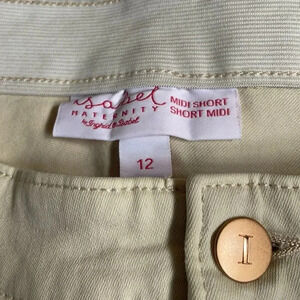 Isabel
MATERNITY
by Ingrid & Isabel
MIDI SHORT
SHORT MIDI
12
I